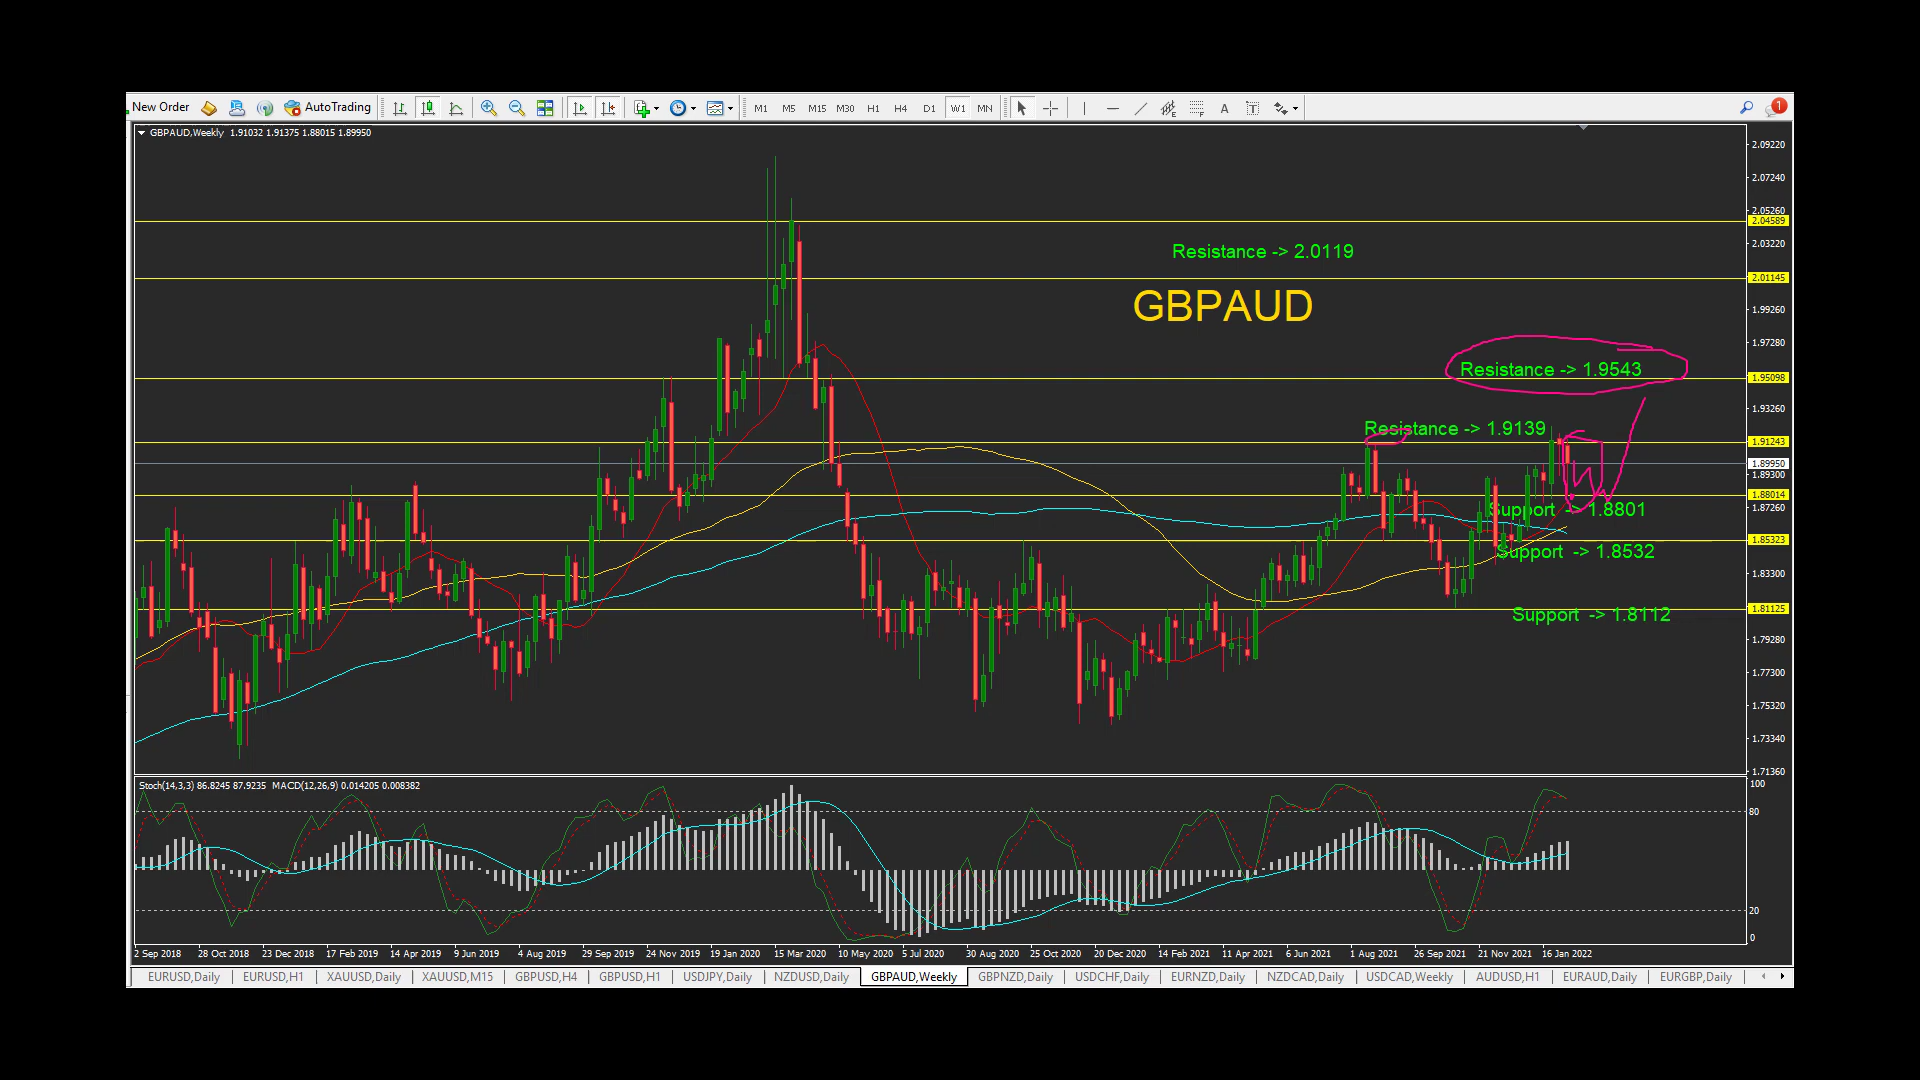 New Order AutoTrading M1 M5 M15 M30 H1 H4 D1 W1 MN A T 1
GBPAUD,Weekly 1.91032 1.91375 1.88015 1.89950
2.09220
2.07240
2.05260
2.04589
2.03220
Resistance -> 2.0119
2.01145
GBPAUD
1.99260
1.97280
Resistance -> 1.9543
1.95098
1.93260
Resistance -> 1.9139
1.91243
1.89950
1.89300
1.88014
Support -> 1.8801
1.87260
1.85323
Support -> 1.8532
1.83300
1.81125
Support -> 1.8112
1.79280
1.77300
1.75320
1.73340
1.71360
Stoch(14,3,3) 86.8245 87.9235 MACD(12,26,9) 0.014205 0.008382
100
80
20
0
2 Sep 2018 28 Oct 2018 23 Dec 2018 17 Feb 2019 14 Apr 2019 9 Jun 2019 4 Aug 2019 29 Sep 2019 24 Nov 2019 19 Jan 2020 15 Mar 2020 10 May 2020 5 Jul 2020 30 Aug 2020 25 Oct 2020 20 Dec 2020 14 Feb 2021 11 Apr 2021 6 Jun 2021 1 Aug 2021 26 Sep 2021 21 Nov 2021 16 Jan 2022
EURUSD,Daily EURUSD,H1 XAUUSD,Daily XAUUSD,M15 GBPUSD,H4 GBPUSD,H1 USDJPY,Daily NZDUSD,Daily GBPAUD,Weekly GBPNZD,Daily USDCHF,Daily EURNZD,Daily NZDCAD,Daily USDCAD,Weekly AUDUSD,H1 EURAUD,Daily EURGBP,Daily